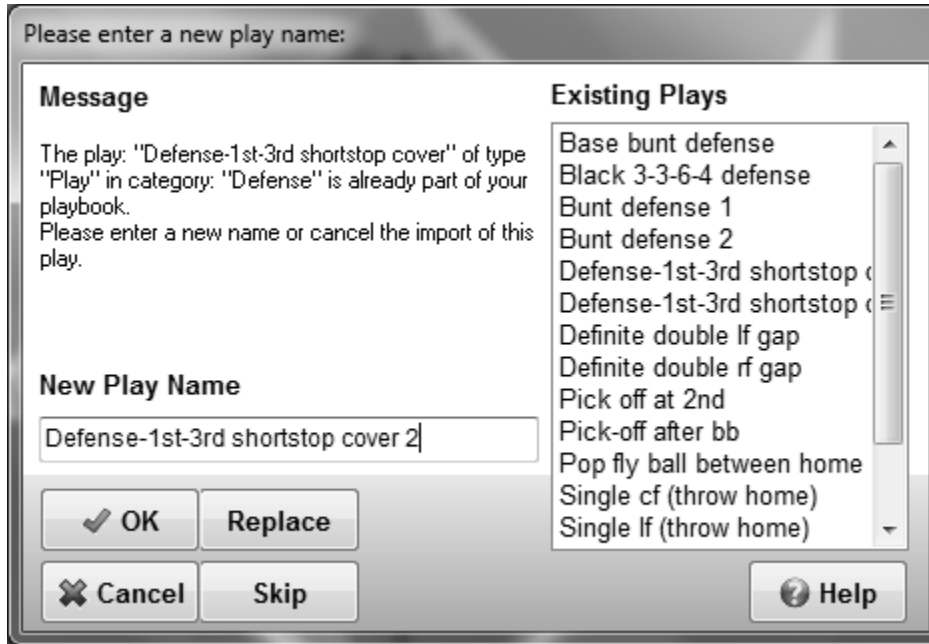 Please enter a new play name:
Message
The play: "Defense-1st-3rd shortstop cover" of type
"Play" in category: "Defense" is already part of your
playbook.
Please enter a new name or cancel the import of this
play.
New Play Name
Defense-1st-3rd shortstop cover 2
OK
Replace
Cancel
Skip
Existing Plays
Base bunt defense
Black 3-3-6-4 defense
Bunt defense 1
Bunt defense 2
Defense-1st-3rd shortstop
Defense-1st-3rd shortstop
Definite double lf gap
Definite double rf gap
Pick off at 2nd
Pick-off after bb
Pop fly ball between home
Single cf (throw home)
Single lf (throw home)
Help